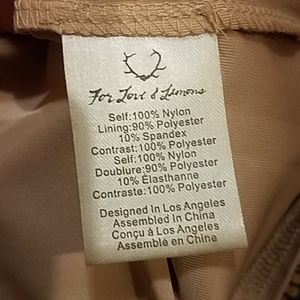 For Love & Lemons
Self:100% Nylon
Lining:90% Polyester
10% Spandex
Contrast:100% Polyester
Self:100% Nylon
Doublure:90% Polyester
10% Élasthanne
Contraste:100% Polyester
Designed In Los Angeles
Assembled In China
Conçu à Los Angeles
Assemblé en Chine